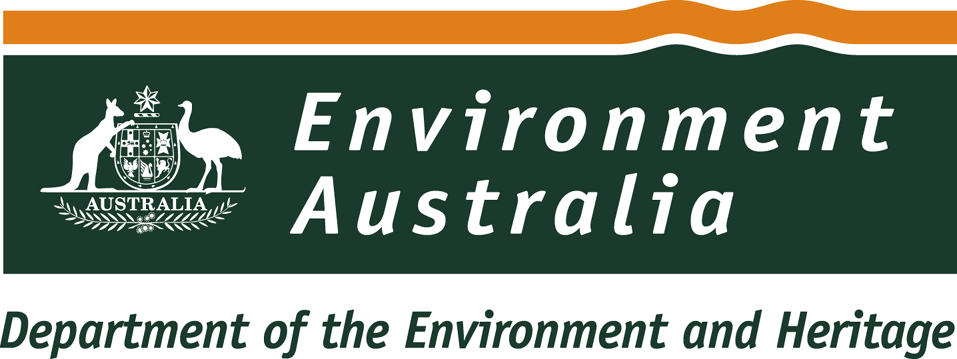 Environment
Australia
AUSTRALIA
Department of the Environment and Heritage